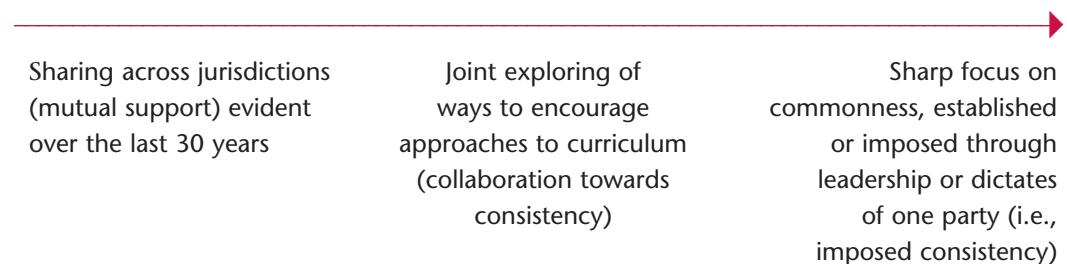 Sharing across jurisdictions
(mutual support) evident
over the last 30 years
Joint exploring of
ways to encourage
approaches to curriculum
(collaboration towards
consistency)
Sharp focus on
commonness, established
or imposed through
leadership or dictates
of one party (i.e.,
imposed consistency)